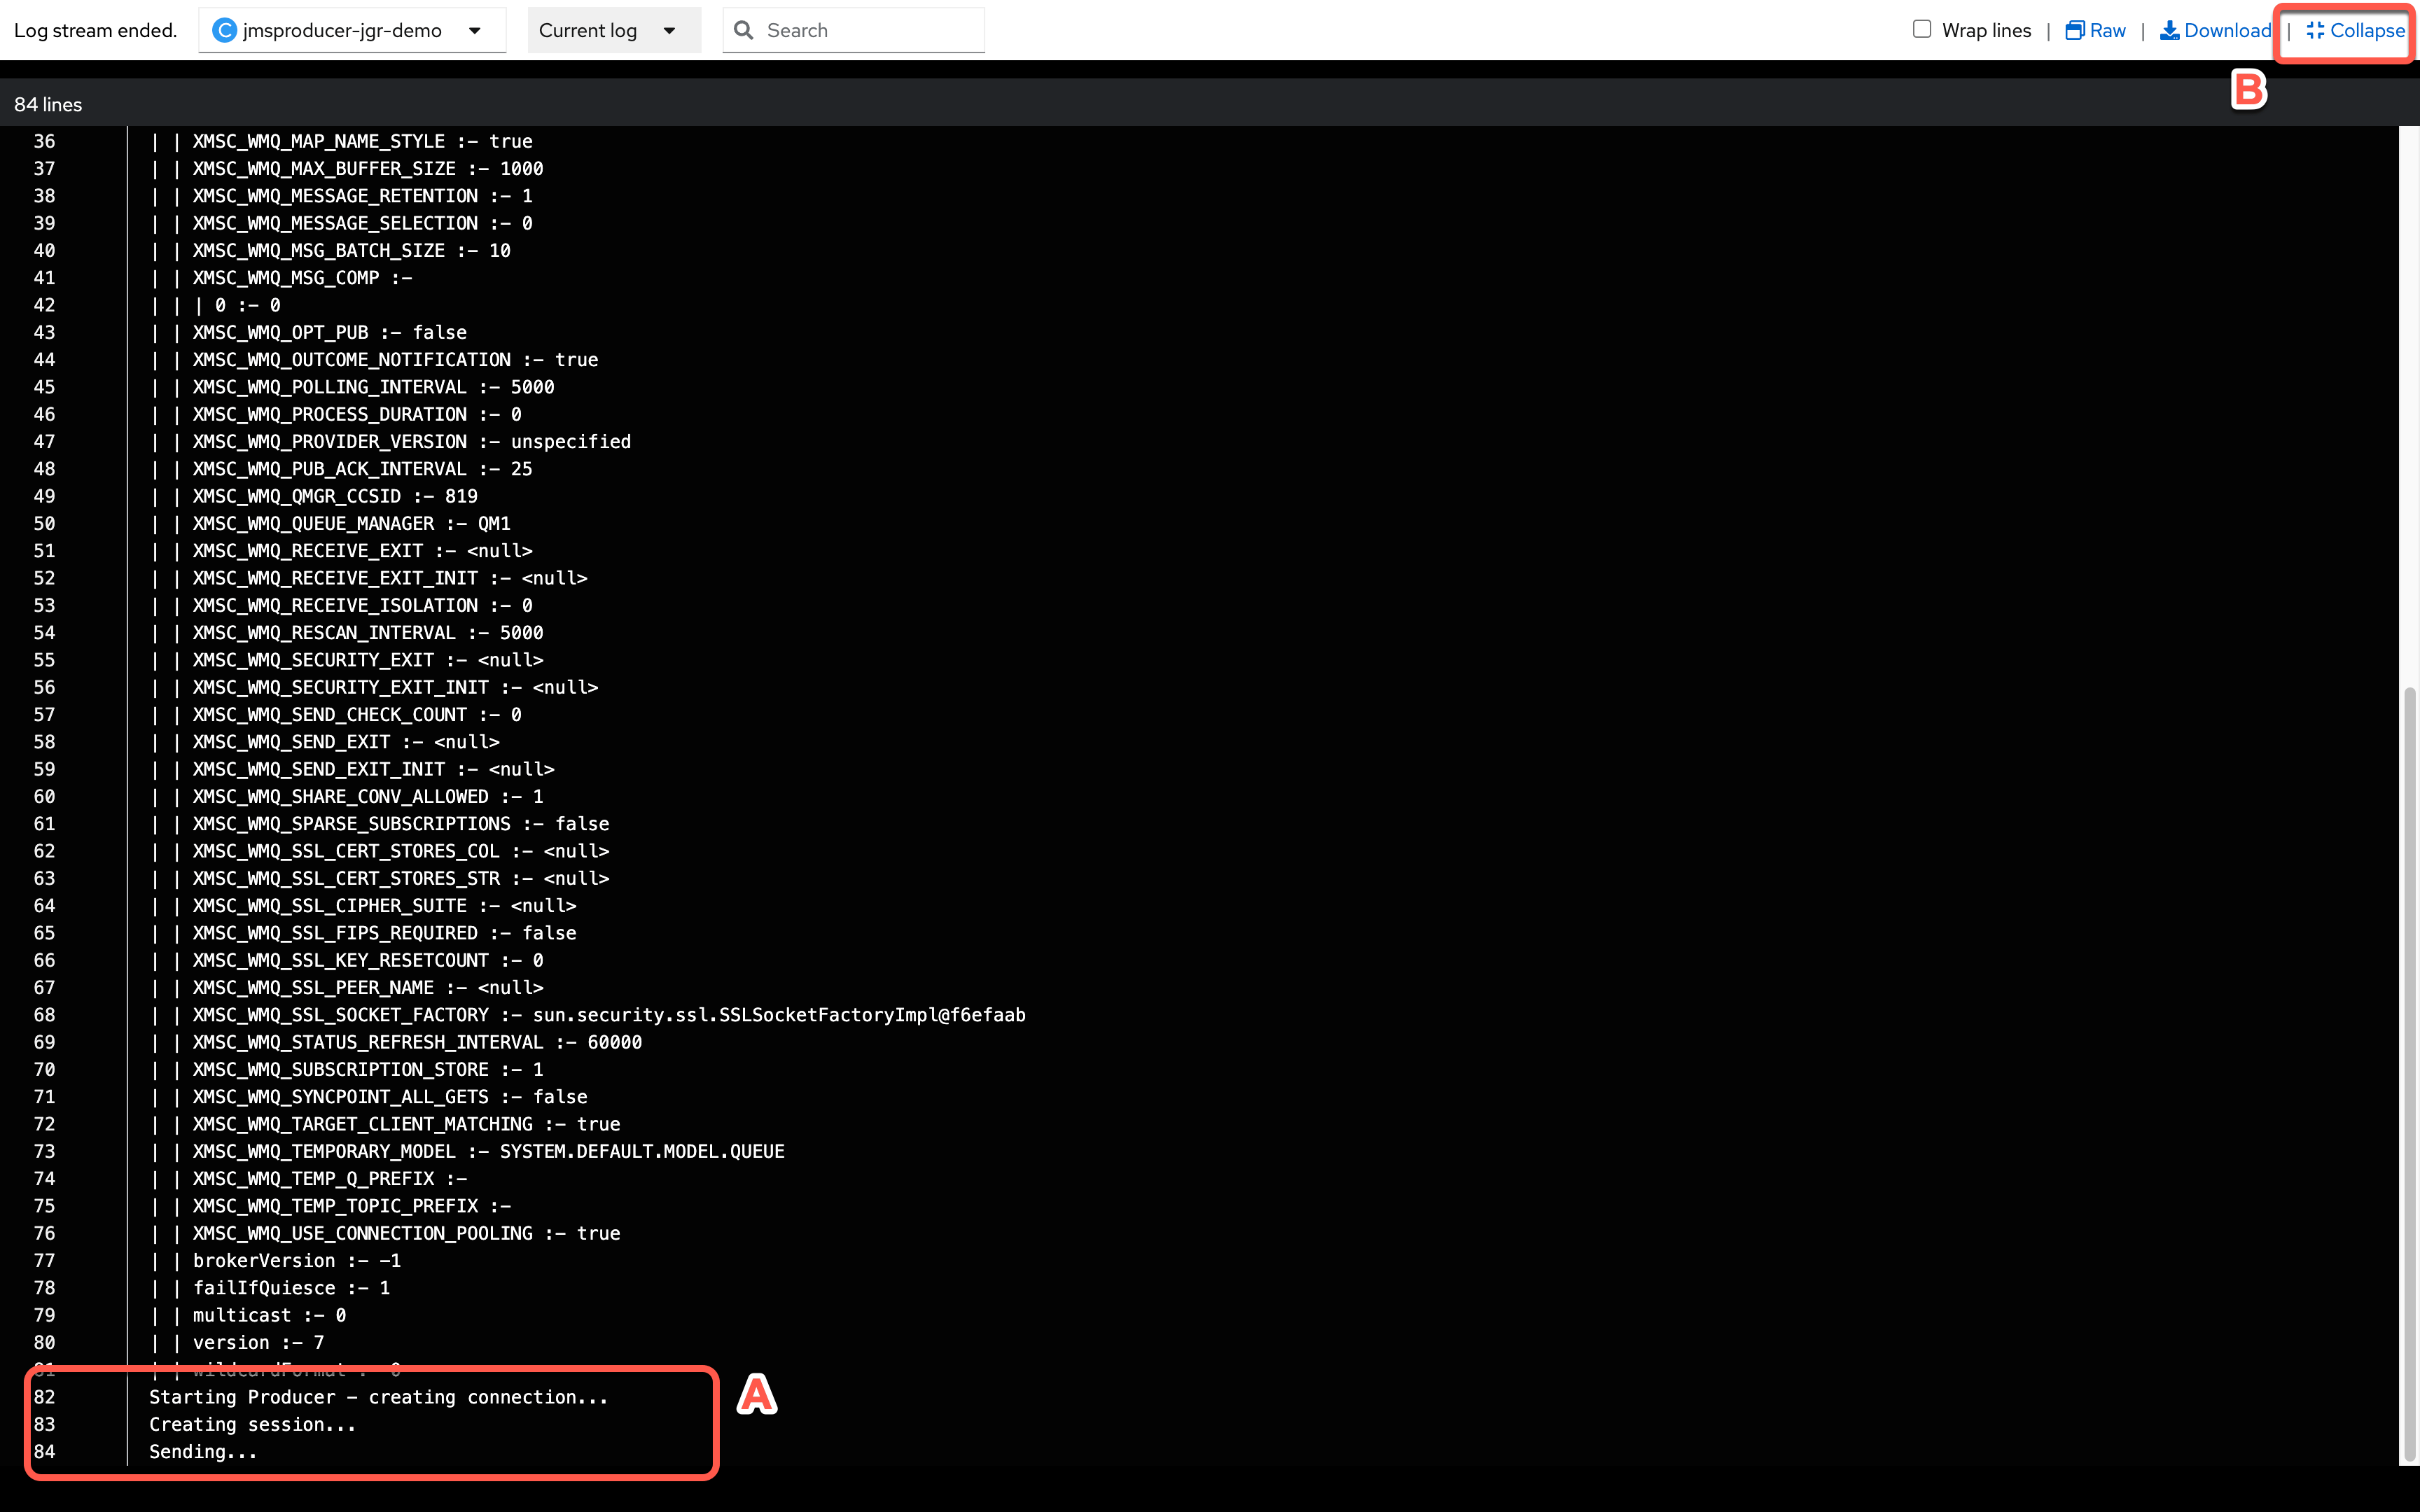 Log stream ended. C jmsproducer-jgr-demo Current log Search Wrap lines | Raw | Download | Collapse
B
84 lines
36 | | XMSC_WMQ_MAP_NAME_STYLE :- true
37 | | XMSC_WMQ_MAX_BUFFER_SIZE :- 1000
38 | | XMSC_WMQ_MESSAGE_RETENTION :- 1
39 | | XMSC_WMQ_MESSAGE_SELECTION :- 0
40 | | XMSC_WMQ_MSG_BATCH_SIZE :- 10
41 | | XMSC_WMQ_MSG_COMP :-
42 | | | 0 :- 0
43 | | XMSC_WMQ_OPT_PUB :- false
44 | | XMSC_WMQ_OUTCOME_NOTIFICATION :- true
45 | | XMSC_WMQ_POLLING_INTERVAL :- 5000
46 | | XMSC_WMQ_PROCESS_DURATION :- 0
47 | | XMSC_WMQ_PROVIDER_VERSION :- unspecified
48 | | XMSC_WMQ_PUB_ACK_INTERVAL :- 25
49 | | XMSC_WMQ_QMGR_CCSID :- 819
50 | | XMSC_WMQ_QUEUE_MANAGER :- QM1
51 | | XMSC_WMQ_RECEIVE_EXIT :- <null>
52 | | XMSC_WMQ_RECEIVE_EXIT_INIT :- <null>
53 | | XMSC_WMQ_RECEIVE_ISOLATION :- 0
54 | | XMSC_WMQ_RESCAN_INTERVAL :- 5000
55 | | XMSC_WMQ_SECURITY_EXIT :- <null>
56 | | XMSC_WMQ_SECURITY_EXIT_INIT :- <null>
57 | | XMSC_WMQ_SEND_CHECK_COUNT :- 0
58 | | XMSC_WMQ_SEND_EXIT :- <null>
59 | | XMSC_WMQ_SEND_EXIT_INIT :- <null>
60 | | XMSC_WMQ_SHARE_CONV_ALLOWED :- 1
61 | | XMSC_WMQ_SPARSE_SUBSCRIPTIONS :- false
62 | | XMSC_WMQ_SSL_CERT_STORES_COL :- <null>
63 | | XMSC_WMQ_SSL_CERT_STORES_STR :- <null>
64 | | XMSC_WMQ_SSL_CIPHER_SUITE :- <null>
65 | | XMSC_WMQ_SSL_FIPS_REQUIRED :- false
66 | | XMSC_WMQ_SSL_KEY_RESETCOUNT :- 0
67 | | XMSC_WMQ_SSL_PEER_NAME :- <null>
68 | | XMSC_WMQ_SSL_SOCKET_FACTORY :- sun.security.ssl.SSLSocketFactoryImpl@f6efaab
69 | | XMSC_WMQ_STATUS_REFRESH_INTERVAL :- 60000
70 | | XMSC_WMQ_SUBSCRIPTION_STORE :- 1
71 | | XMSC_WMQ_SYNCPOINT_ALL_GETS :- false
72 | | XMSC_WMQ_TARGET_CLIENT_MATCHING :- true
73 | | XMSC_WMQ_TEMPORARY_MODEL :- SYSTEM.DEFAULT.MODEL.QUEUE
74 | | XMSC_WMQ_TEMP_Q_PREFIX :-
75 | | XMSC_WMQ_TEMP_TOPIC_PREFIX :-
76 | | XMSC_WMQ_USE_CONNECTION_POOLING :- true
77 | | brokerVersion :- -1
78 | | failIfQuiesce :- 1
79 | | multicast :- 0
80 | | version :- 7
81 | | wildcardFormat :- 0
82 Starting Producer - creating connection...
A
83 Creating session...
84 Sending...